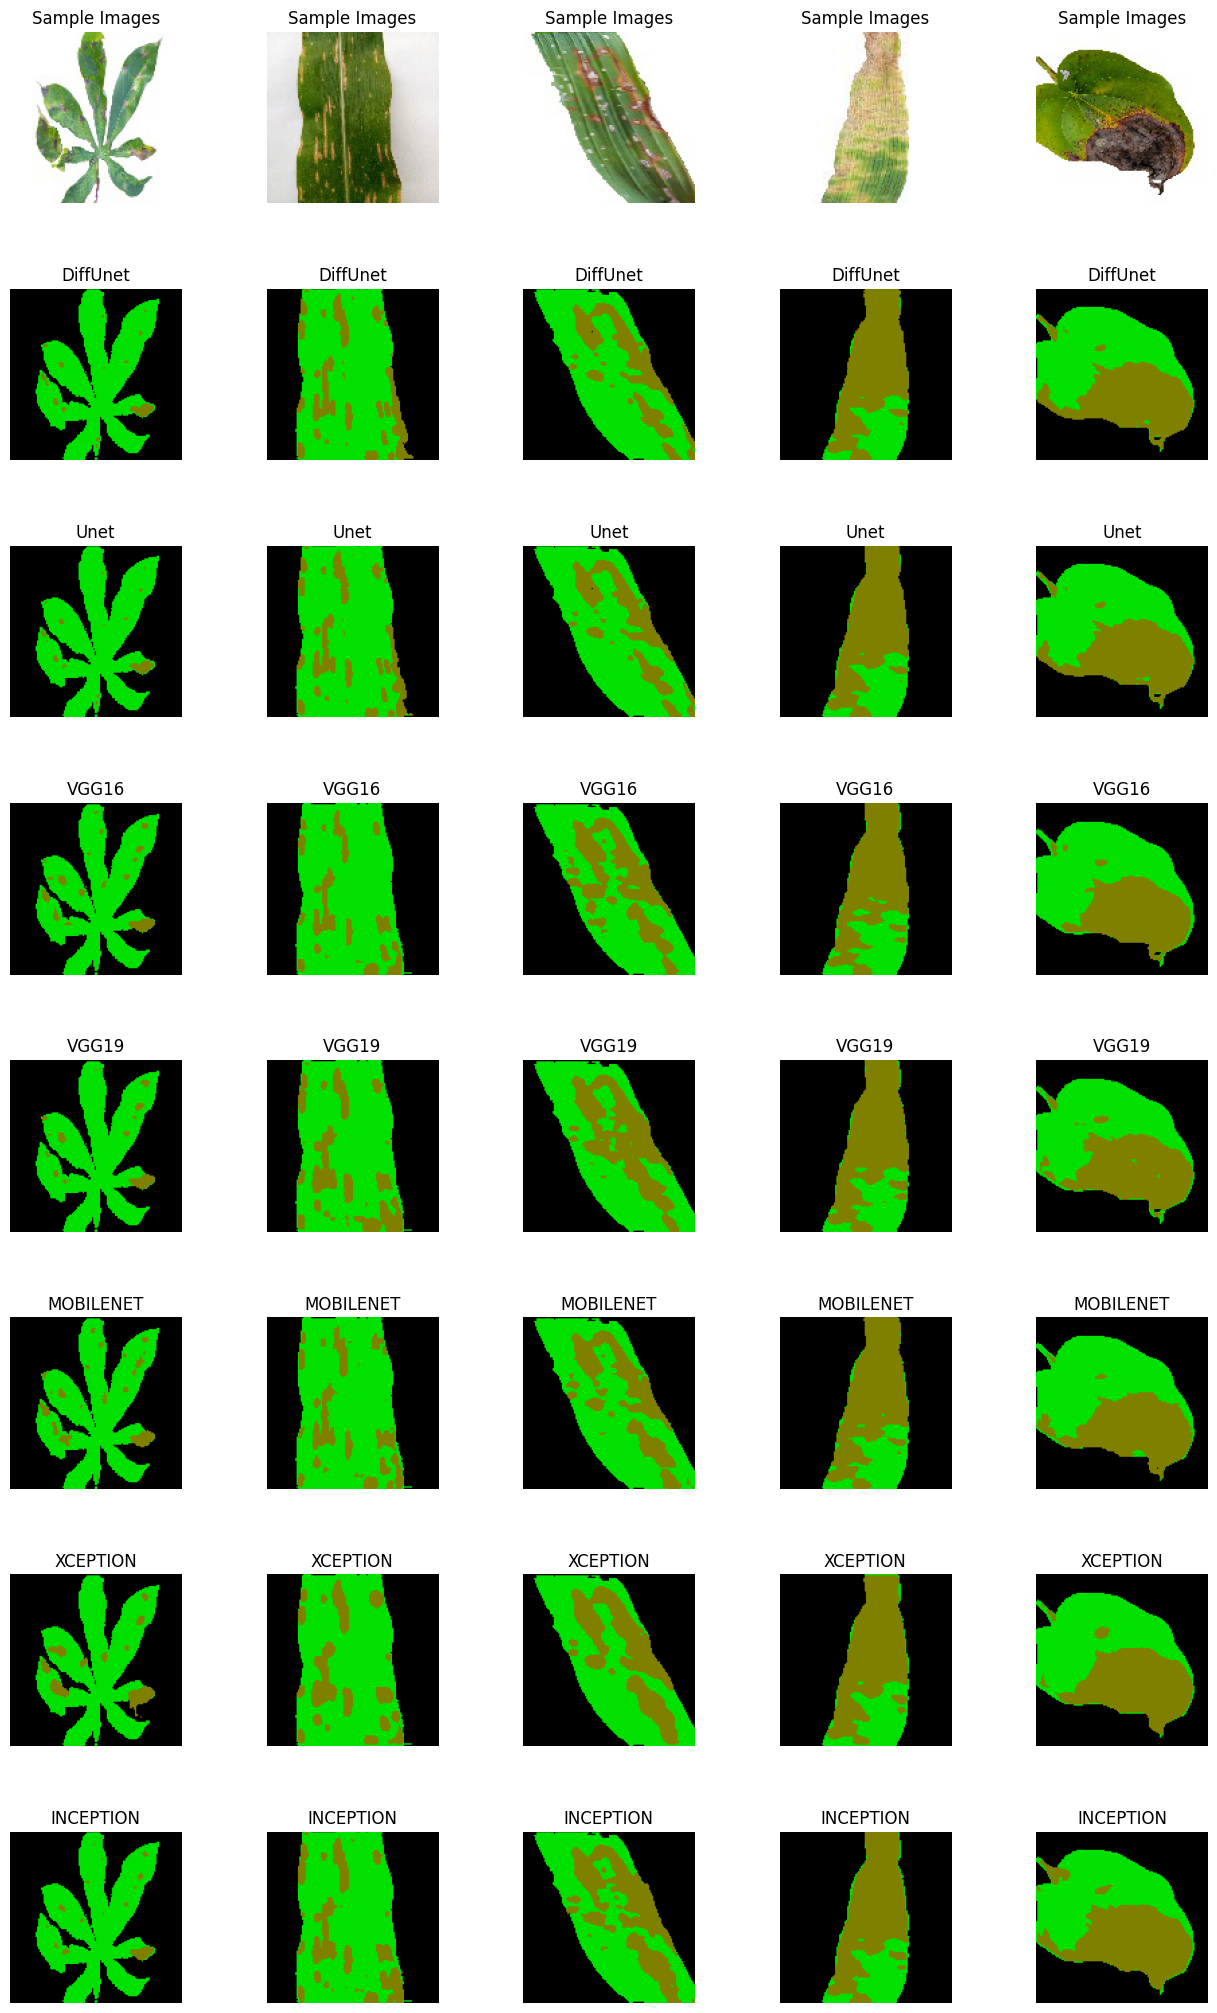 Sample Images Sample Images Sample Images Sample Images Sample Images
DiffUnet DiffUnet DiffUnet DiffUnet DiffUnet
Unet Unet Unet Unet Unet
VGG16 VGG16 VGG16 VGG16 VGG16
VGG19 VGG19 VGG19 VGG19 VGG19
MOBILENET MOBILENET MOBILENET MOBILENET MOBILENET
XCEPTION XCEPTION XCEPTION XCEPTION XCEPTION
INCEPTION INCEPTION INCEPTION INCEPTION INCEPTION